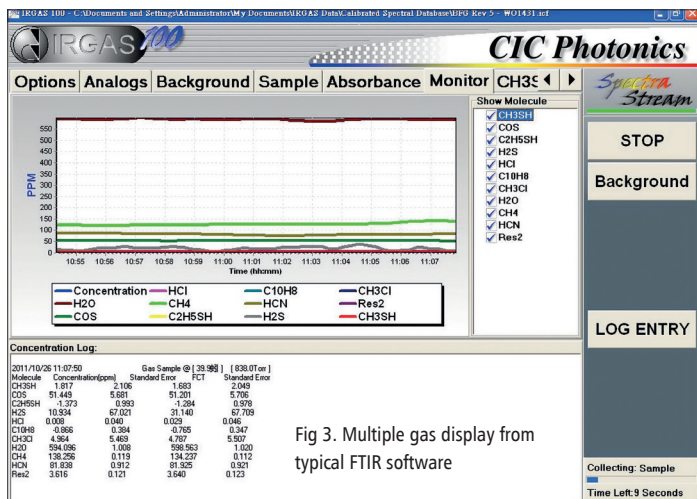 IRGAS 100 - C:\Documents and Settings\Administrator\My Documents\IRGAS Data\Calibrated Spectral Database\BFG Rev 5 - WO1431.icf
IRGAS 100
CIC Photonics
Options Analogs Background Sample Absorbance Monitor CH3S
Spectra
Stream
Show Molecule
CH3SH
COS
C2H5SH
H2S
HCl
C10H8
CH3Cl
H2O
CH4
HCN
Res2
STOP
Background
LOG ENTRY
PPM
550
500
450
400
350
300
250
200
150
100
50
0
10:55 10:56 10:57 10:58 10:59 11:00 11:01 11:02 11:03 11:04 11:05 11:06 11:07
Time (hh:mm)
Concentration HCl C10H8 CH3Cl
H2O CH4 HCN Res2
COS C2H5SH H2S CH3SH
Concentration Log:
2011/10/26 11:07:50 Gas Sample @ [ ] [ 838.0Torr ]
Molecule Concentration(ppm) Standard Error FCT Standard Error
CH3SH 1.817 2.106 1.683 2.049
COS 51.449 5.681 51.201 5.706
C2H5SH -1.373 0.993 -1.284 0.978
H2S 10.934 67.021 31.140 67.709
HCl 0.008 0.040 0.029 0.046
C10H8 -0.866 0.384 -0.765 0.347
CH3Cl 4.964 5.469 4.787 5.507
H2O 594.096 1.008 598.563 1.020
CH4 138.256 0.119 134.237 0.112
HCN 81.838 0.912 81.925 0.921
Res2 3.616 0.121 3.640 0.123
Fig 3. Multiple gas display from
typical FTIR software
Collecting: Sample
Time Left:9 Seconds